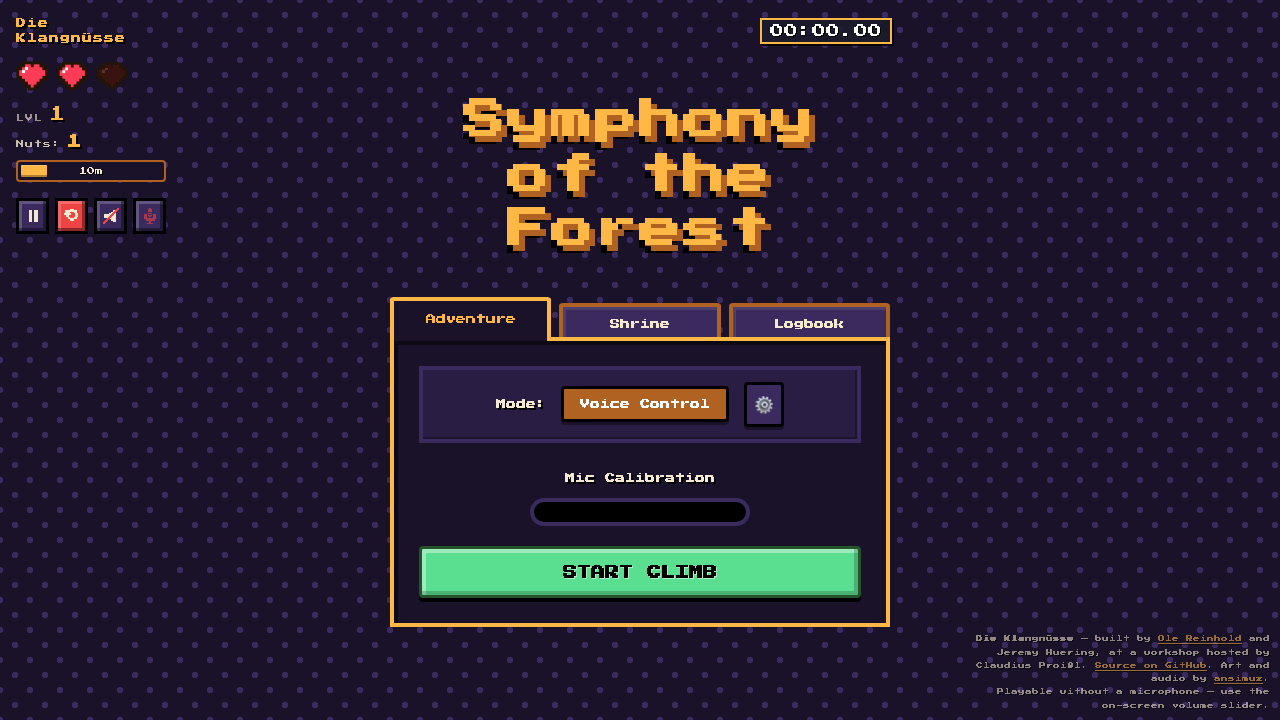 Die
Klangnüsse
LVL 1
Nuts: 1
10m
00:00.00
Symphony
of the
Forest
Adventure
Shrine
Logbook
Mode:
Voice Control
Mic Calibration
START CLIMB
Die Klangnüsse — built by Ole Reinhold and
Jeremy Huering, at a workshop hosted by
Claudius Proißl. Source on GitHub. Art and
audio by ansimuz.
Playable without a microphone — use the
on-screen volume slider.